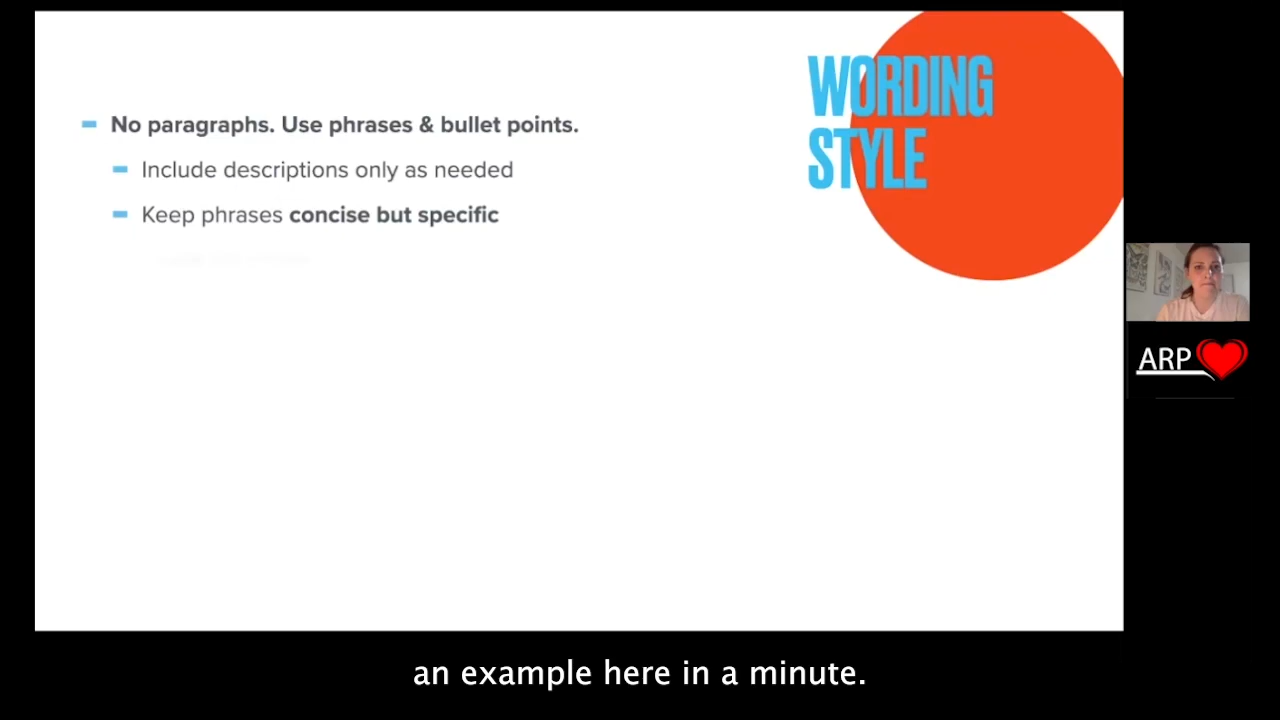 WORDING
STYLE
No paragraphs. Use phrases & bullet points.
Include descriptions only as needed
Keep phrases concise but specific
ARP
an example here in a minute.